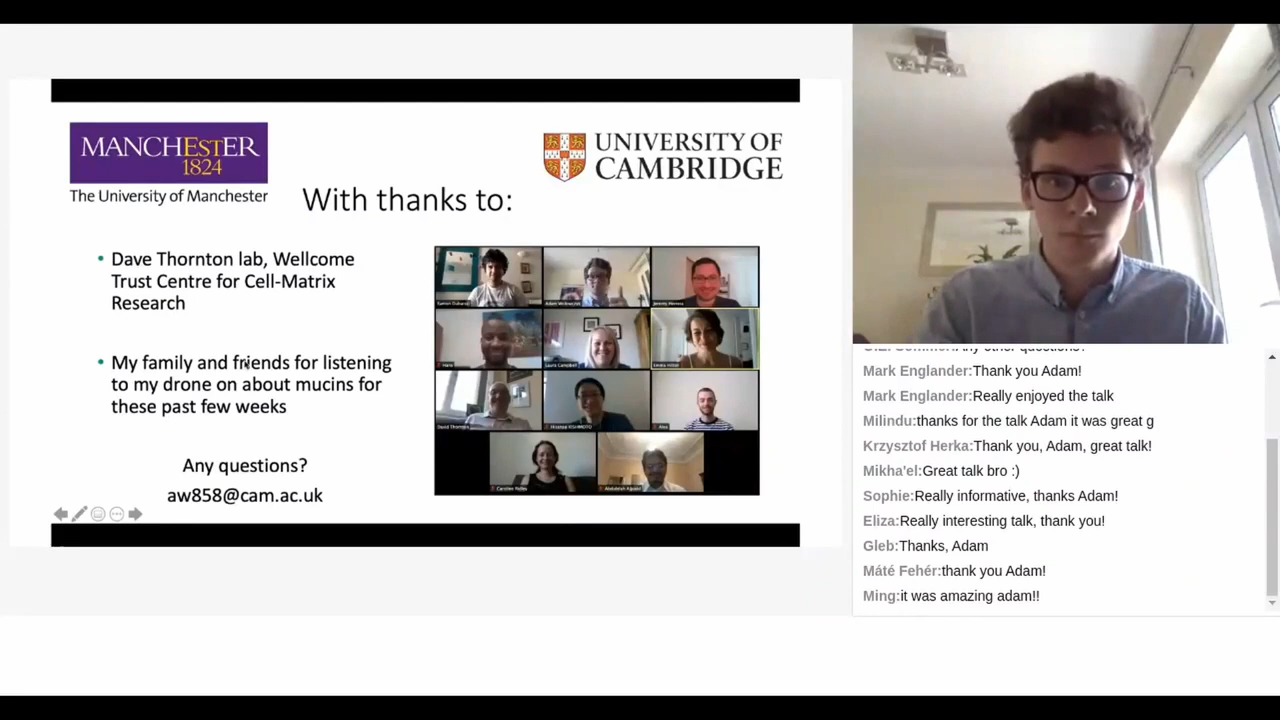 MANCHEStER
1824
The University of Manchester
UNIVERSITY OF
CAMBRIDGE
With thanks to:
• Dave Thornton lab, Wellcome
Trust Centre for Cell-Matrix
Research
• My family and friends for listening
to my drone on about mucins for
these past few weeks
Any questions?
aw858@cam.ac.uk
Laura Campbell
Caroline Ridley
Mark Englander:Thank you Adam!
Mark Englander:Really enjoyed the talk
Milindu:thanks for the talk Adam it was great g
Krzysztof Herka:Thank you, Adam, great talk!
Mikha'el:Great talk bro :)
Sophie:Really informative, thanks Adam!
Eliza:Really interesting talk, thank you!
Gleb:Thanks, Adam
Máté Fehér:thank you Adam!
Ming:it was amazing adam!!